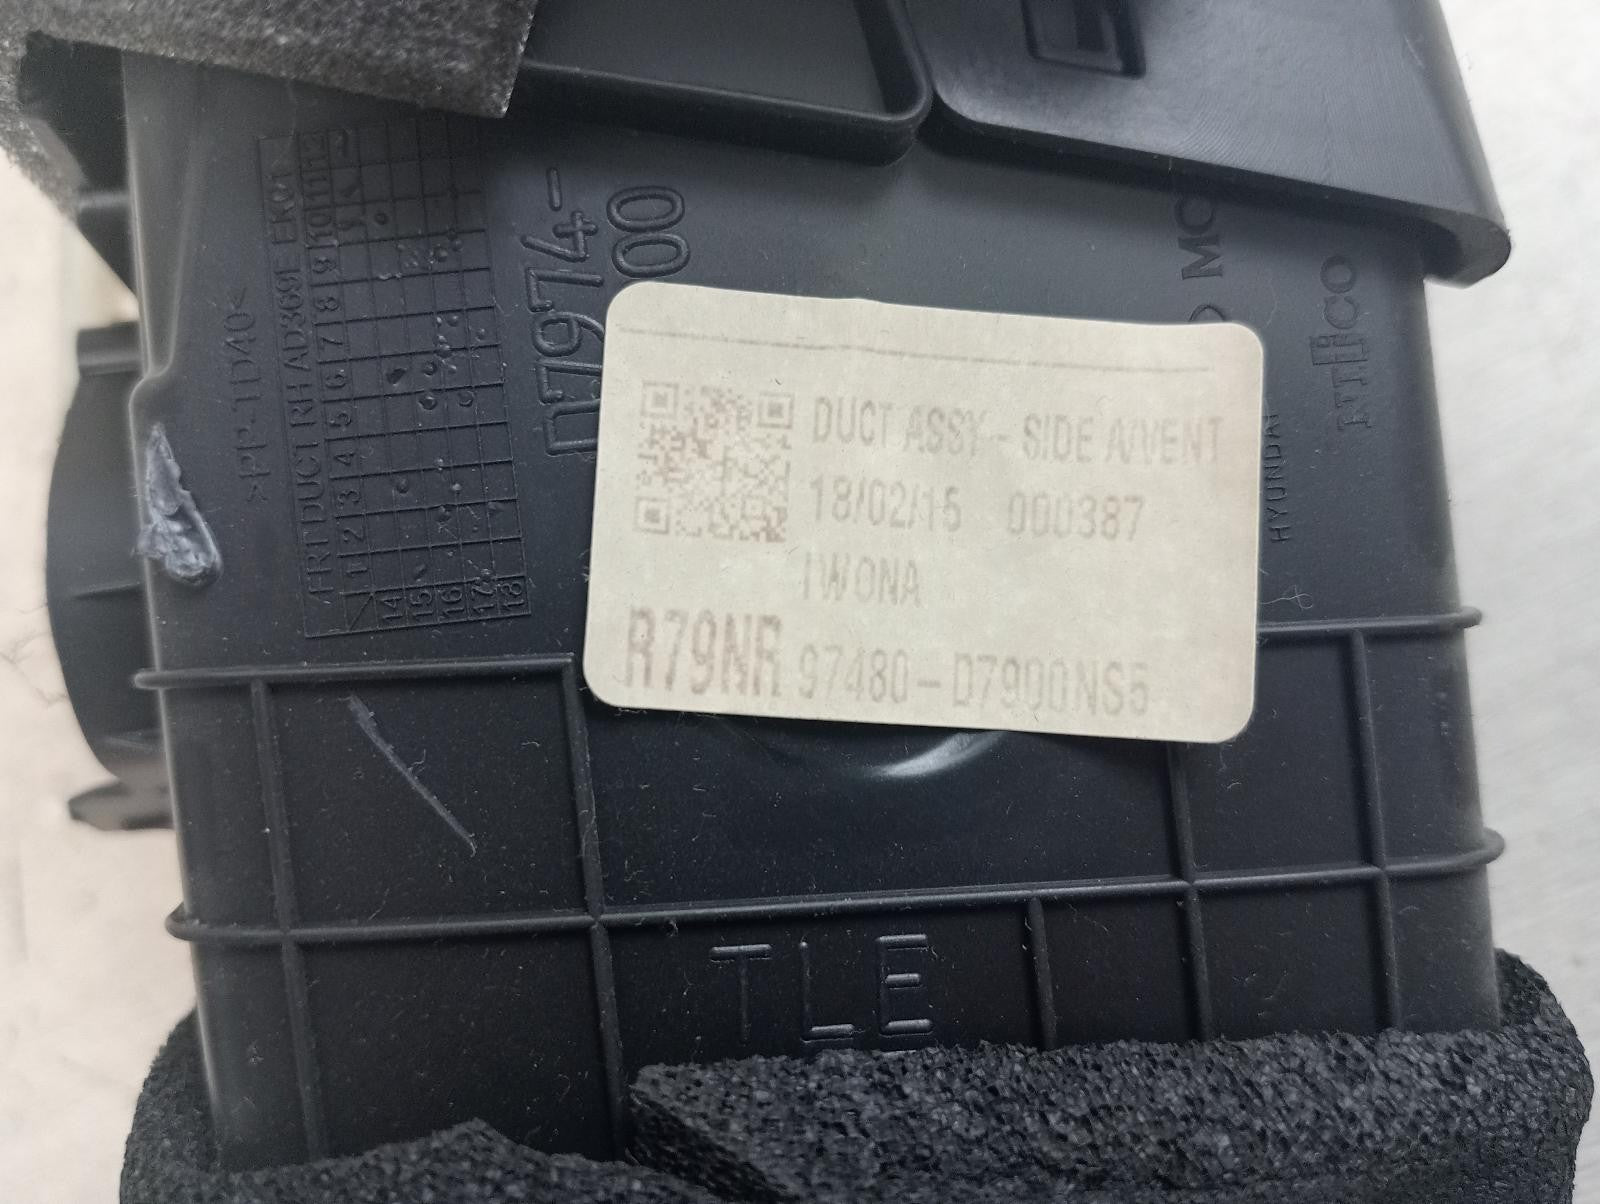 DUCT ASSY - SIDE A/VENT
18/02/15 000387
IWONA
R79NR 97480-D7900NS5
D7974-
00
>PP-TD40<
FRT DUCT RH AD369E EK01
1 2 3 4 5 6 7 8 9 10 11 12
14
15
16
17
18
HYUNDAI
TLE